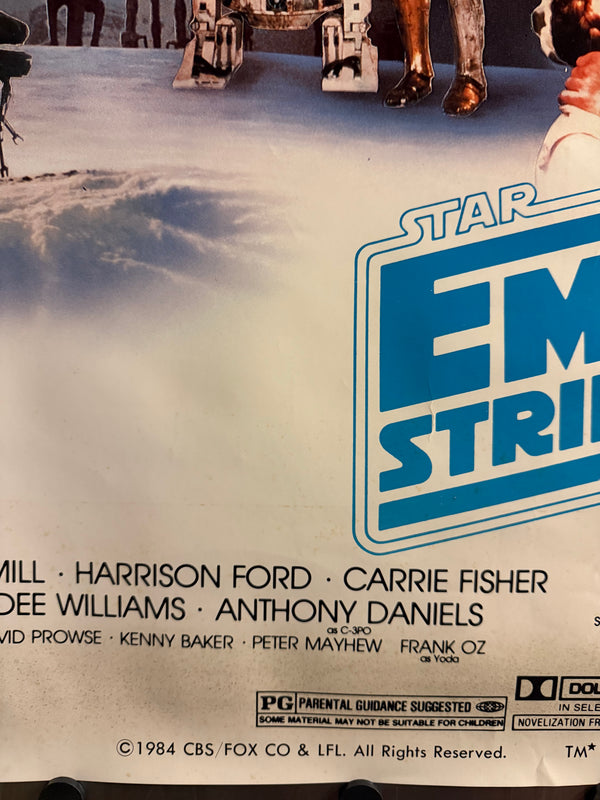 STAR
EM
STRI
MILL · HARRISON FORD · CARRIE FISHER
DEE WILLIAMS · ANTHONY DANIELS
as C-3PO
VID PROWSE · KENNY BAKER · PETER MAYHEW FRANK OZ
as Yoda
S
PG PARENTAL GUIDANCE SUGGESTED
SOME MATERIAL MAY NOT BE SUITABLE FOR CHILDREN
DOL
IN SELE
NOVELIZATION FR
©1984 CBS/FOX CO & LFL. All Rights Reserved. TM*